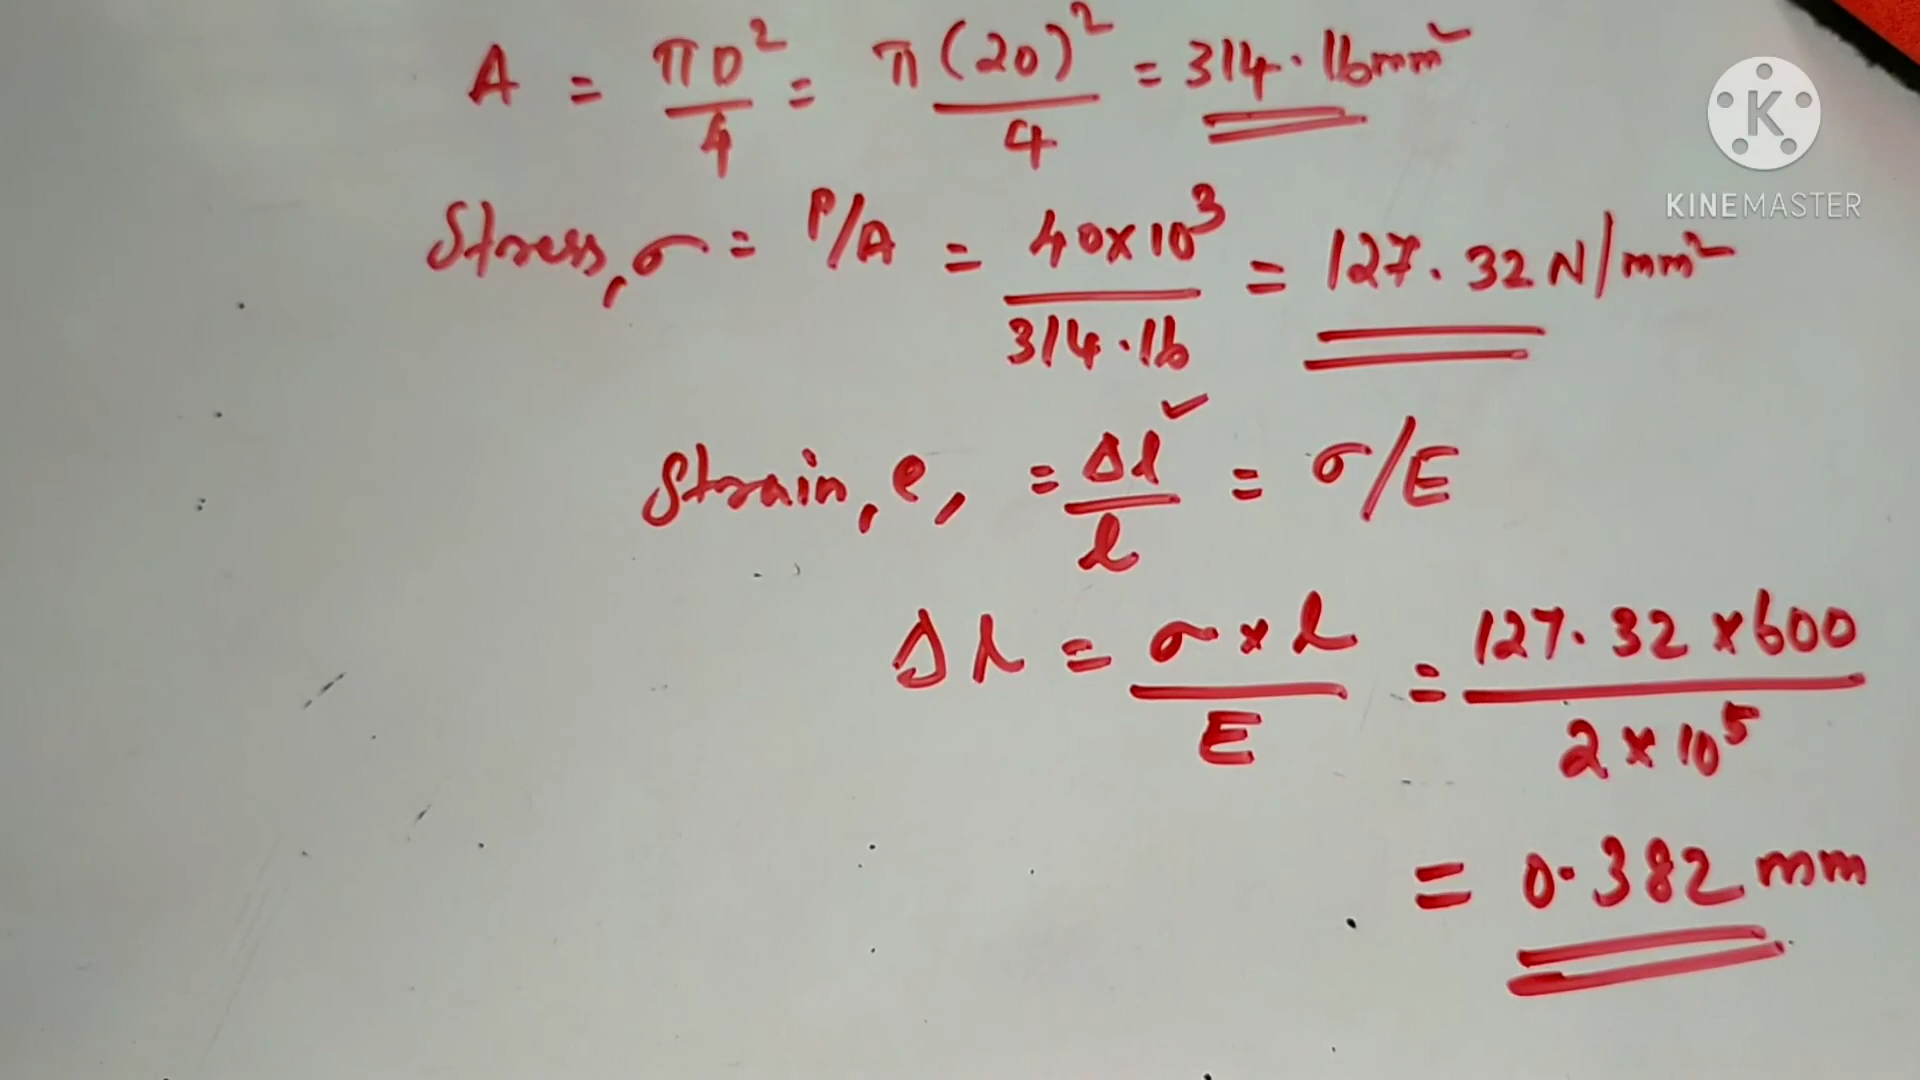 A = πD²/4 = π(20)²/4 = 314.16mm²
K
KINEMASTER
Stress, σ = P/A = 40×10³/314.16 = 127.32 N/mm²
Strain, e, = Δl/l = σ/E
Δl = σ×l/E = 127.32×600/2×10⁵
= 0.382 mm